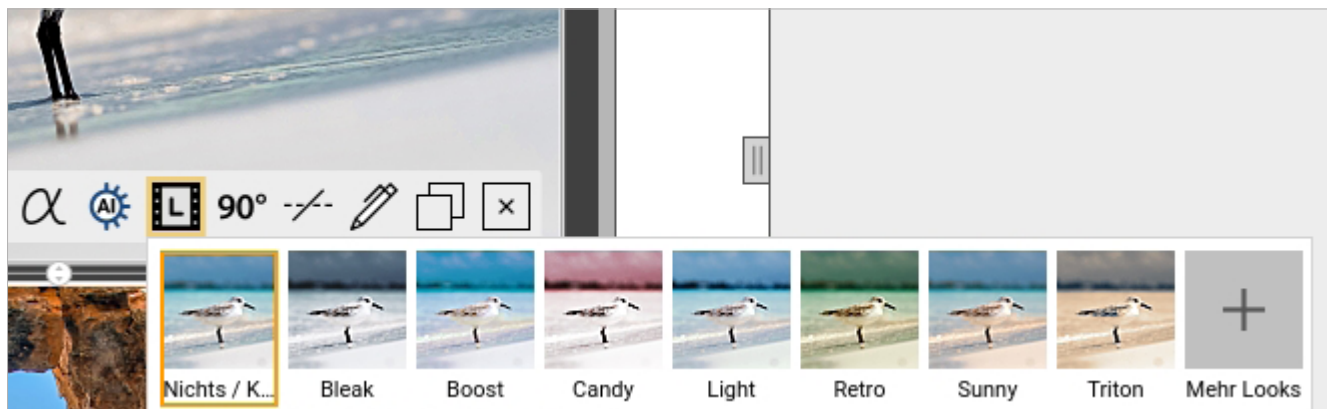 α AI L 90°
Nichts / K... Bleak Boost Candy Light Retro Sunny Triton Mehr Looks